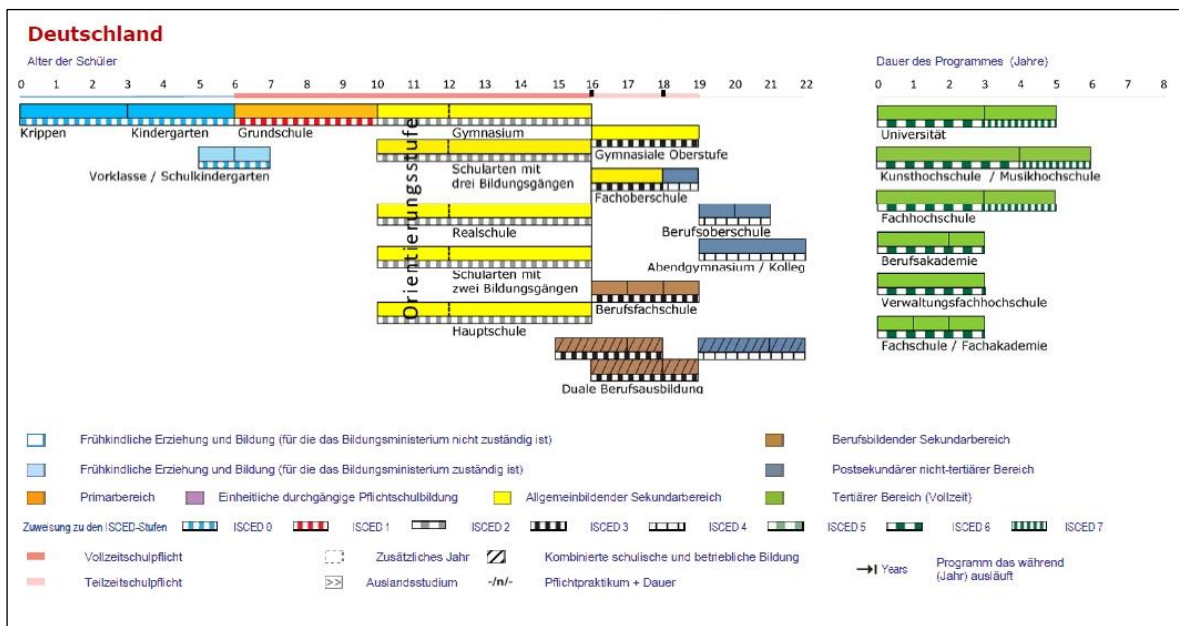 Deutschland
Alter der Schüler
Dauer des Programmes (Jahre)
0 1 2 3 4 5 6 7 8 9 10 11 12 13 14 15 16 17 18 19 20 21 22
0 1 2 3 4 5 6 7 8
Krippen
Kindergarten
Grundschule
Gymnasium
Universität
Gymnasiale Oberstufe
Vorklasse / Schulkindergarten
Schularten mit
drei Bildungsgängen
Kunsthochschule / Musikhochschule
Fachoberschule
Orientierungsstufe
Realschule
Berufsoberschule
Fachhochschule
Abendgymnasium / Kolleg
Berufsakademie
Schularten mit
zwei Bildungsgängen
Berufsfachschule
Verwaltungsfachhochschule
Hauptschule
Fachschule / Fachakademie
Duale Berufsausbildung
Frühkindliche Erziehung und Bildung (für die das Bildungsministerium nicht zuständig ist)
Berufsbildender Sekundarbereich
Frühkindliche Erziehung und Bildung (für die das Bildungsministerium zuständig ist)
Postsekundärer nicht-tertiärer Bereich
Primarbereich
Einheitliche durchgängige Pflichtschulbildung
Allgemeinbildender Sekundarbereich
Tertiärer Bereich (Vollzeit)
Zuweisung zu den ISCED-Stufen
ISCED 0
ISCED 1
ISCED 2
ISCED 3
ISCED 4
ISCED 5
ISCED 6
ISCED 7
Vollzeitschulpflicht
Zusätzliches Jahr
Kombinierte schulische und betriebliche Bildung
Years
Programm das während
(Jahr) ausläuft
Teilzeitschulpflicht
>> Auslandsstudium
-/n/- Pflichtpraktikum + Dauer